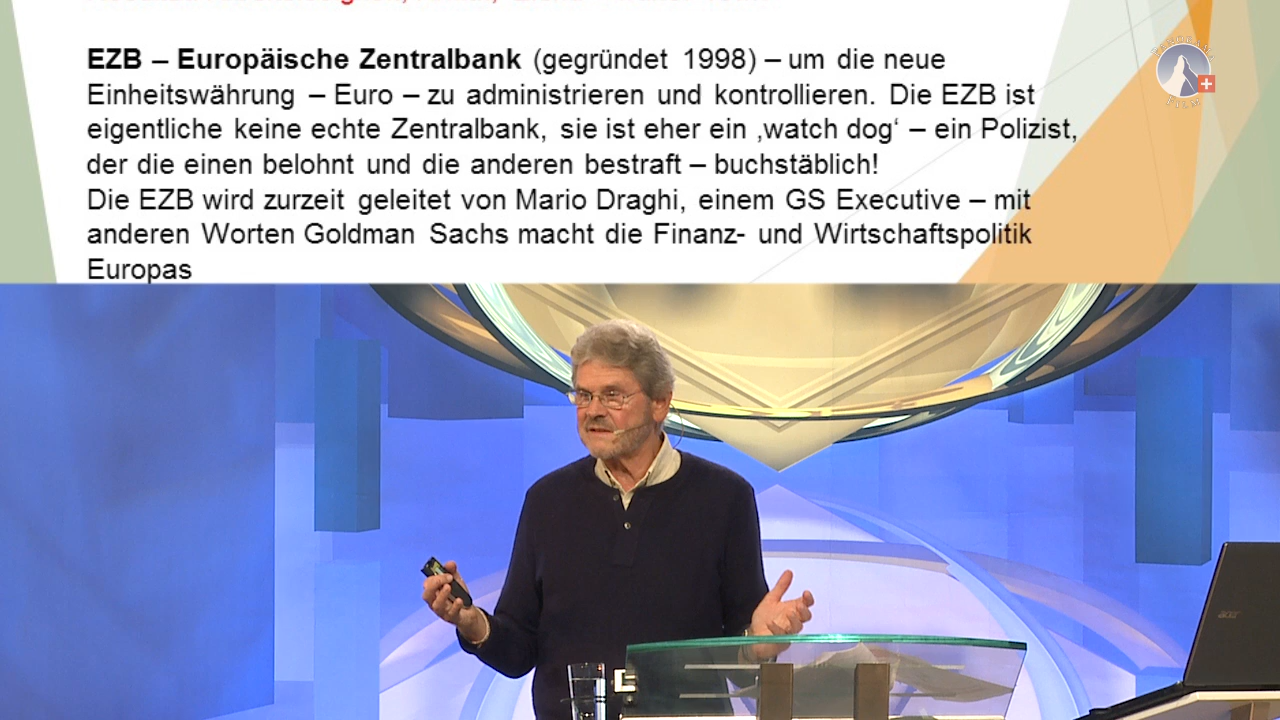 EZB – Europäische Zentralbank (gegründet 1998) – um die neue
Einheitswährung – Euro – zu administrieren und kontrollieren. Die EZB ist
eigentliche keine echte Zentralbank, sie ist eher ein ‚watch dog‘ – ein Polizist,
der die einen belohnt und die anderen bestraft – buchstäblich!
Die EZB wird zurzeit geleitet von Mario Draghi, einem GS Executive – mit
anderen Worten Goldman Sachs macht die Finanz- und Wirtschaftspolitik
Europas
PANORAMA
FILM
acer